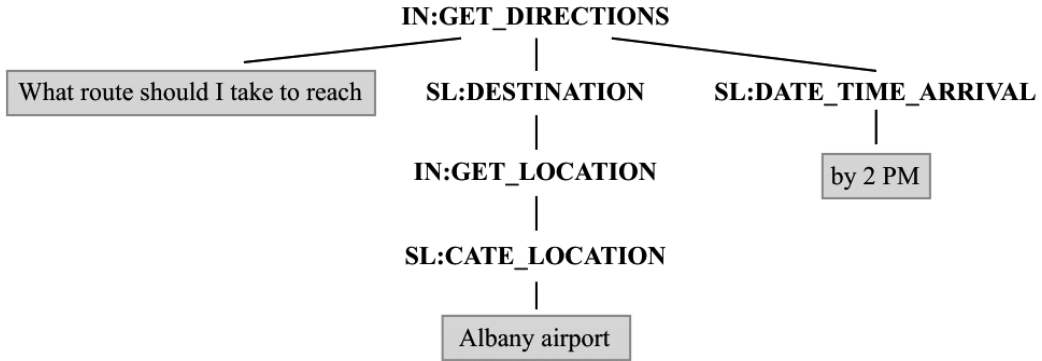 IN:GET_DIRECTIONS
What route should I take to reach
SL:DESTINATION
SL:DATE_TIME_ARRIVAL
IN:GET_LOCATION
by 2 PM
SL:CATE_LOCATION
Albany airport